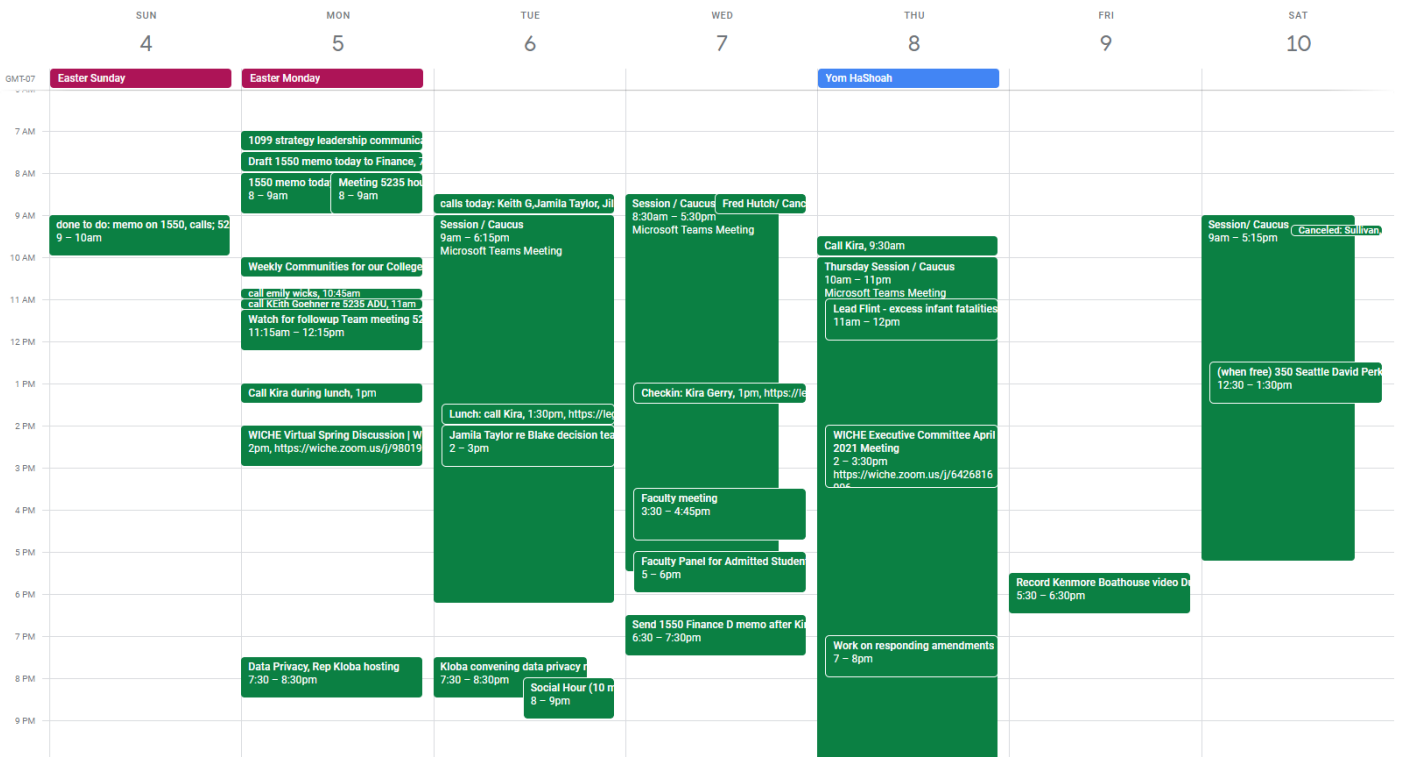 SUN
MON
TUE
WED
THU
FRI
SAT
4
5
6
7
8
9
10
GMT-07
Easter Sunday
Easter Monday
Yom HaShoah
7 AM
8 AM
9 AM
10 AM
11 AM
12 PM
1 PM
2 PM
3 PM
4 PM
5 PM
6 PM
7 PM
8 PM
9 PM
done to do: memo on 1550, calls; 52
9 – 10am
1099 strategy leadership communic
Draft 1550 memo today to Finance, 7
1550 memo today
8 – 9am
Meeting 5235 hou
8 – 9am
Weekly Communities for our College
call emily wicks, 10:45am
call KEith Goehner re 5235 ADU, 11am
Watch for followup Team meeting 52
11:15am – 12:15pm
Call Kira during lunch, 1pm
WICHE Virtual Spring Discussion | W
2pm, https://wiche.zoom.us/j/98019
Data Privacy, Rep Kloba hosting
7:30 – 8:30pm
calls today: Keith G,Jamila Taylor, Jil
Session / Caucus
9am – 6:15pm
Microsoft Teams Meeting
Lunch: call Kira, 1:30pm, https://leg
Jamila Taylor re Blake decision tea
2 – 3pm
Kloba convening data privacy m
7:30 – 8:30pm
Social Hour (10 m
8 – 9pm
Session / Caucus
8:30am – 5:30pm
Microsoft Teams Meeting
Fred Hutch/ Canc
Checkin: Kira Gerry, 1pm, https://le
Faculty meeting
3:30 – 4:45pm
Faculty Panel for Admitted Studen
5 – 6pm
Send 1550 Finance D memo after Ki
6:30 – 7:30pm
Call Kira, 9:30am
Thursday Session / Caucus
10am – 11pm
Microsoft Teams Meeting
Lead Flint - excess infant fatalities
11am – 12pm
WICHE Executive Committee April
2021 Meeting
2 – 3:30pm
https://wiche.zoom.us/j/6426816
Work on responding amendments
7 – 8pm
Record Kenmore Boathouse video Du
5:30 – 6:30pm
Session/ Caucus
9am – 5:15pm
Canceled: Sullivan,
(when free) 350 Seattle David Perk
12:30 – 1:30pm